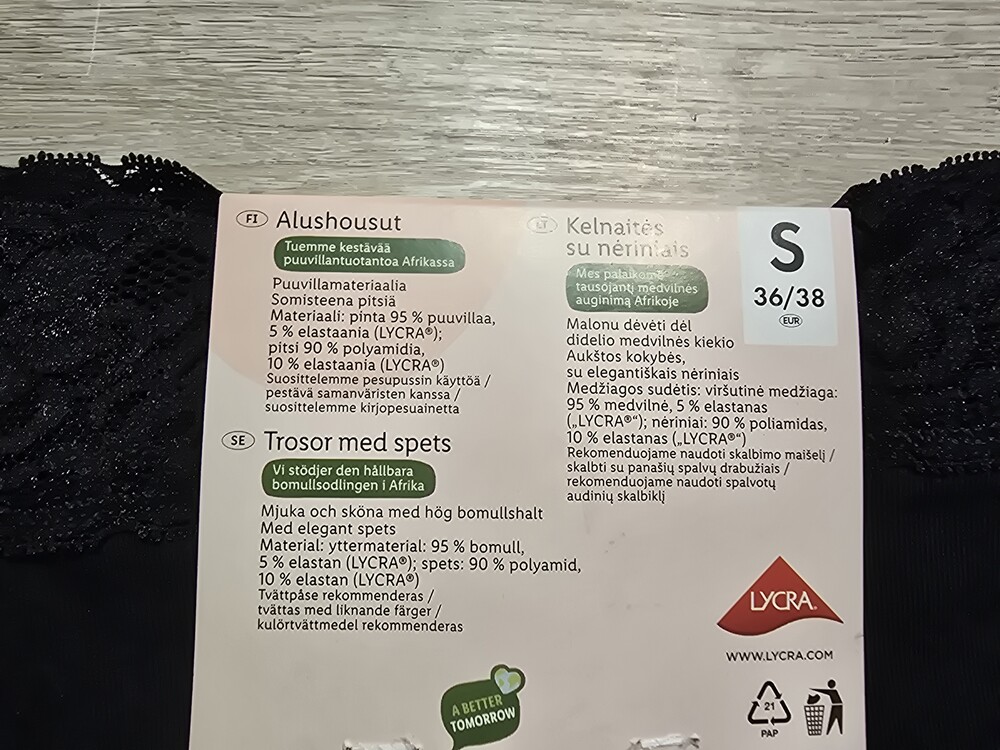 FI Alushousut
Tuemme kestävää
puuvillantuotantoa Afrikassa
Puuvillamateriaalia
Somisteena pitsiä
Materiaali: pinta 95 % puuvillaa,
5 % elastaania (LYCRA®);
pitsi 90 % polyamidia,
10 % elastaania (LYCRA®)
Suosittelemme pesupussin käyttöä /
pestävä samanväristen kanssa /
suosittelemme kirjopesuainetta
SE Trosor med spets
Vi stödjer den hållbara
bomullsodlingen i Afrika
Mjuka och sköna med hög bomullshalt
Med elegant spets
Material: yttermaterial: 95 % bomull,
5 % elastan (LYCRA®); spets: 90 % polyamid,
10 % elastan (LYCRA®)
Tvättpåse rekommenderas /
tvättas med liknande färger /
kulörtvättmedel rekommenderas
LT Kelnaitės
su nėriniais
Mes palaikome
tausojantį medvilnės
auginimą Afrikoje
Malonu dėvėti dėl
didelio medvilnės kiekio
Aukštos kokybės,
su elegantiškais nėriniais
Medžiagos sudėtis: viršutinė medžiaga:
95 % medvilnė, 5 % elastanas
(„LYCRA®“); nėriniai: 90 % poliamidas,
10 % elastanas („LYCRA®“)
Rekomenduojame naudoti skalbimo maišelį /
skalbti su panašių spalvų drabužiais /
rekomenduojame naudoti spalvotų
audinių skalbiklį
S
36/38
EUR
LYCRA®
WWW.LYCRA.COM
21
PAP
A BETTER
TOMORROW